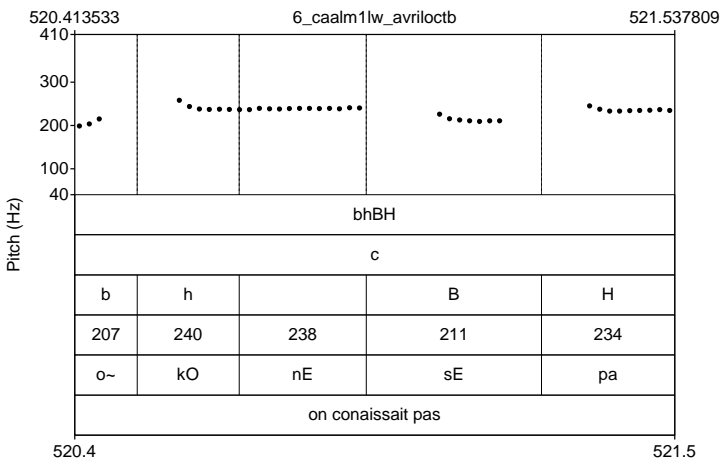 520.413533 6_caalm1lw_avriloctb 521.537809
410
300
200
100
40
Pitch (Hz)
bhBH
c
b h B H
207 240 238 211 234
o~ kO nE sE pa
on conaissait pas
520.4 521.5